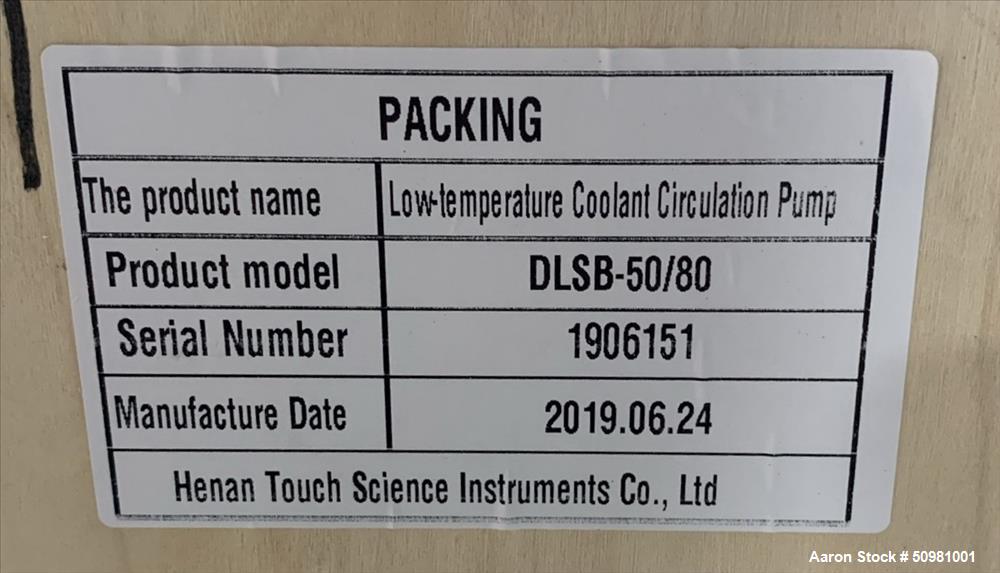 PACKING
The product name Low-temperature Coolant Circulation Pump
Product model DLSB-50/80
Serial Number 1906151
Manufacture Date 2019.06.24
Henan Touch Science Instruments Co., Ltd
Aaron Stock # 50981001